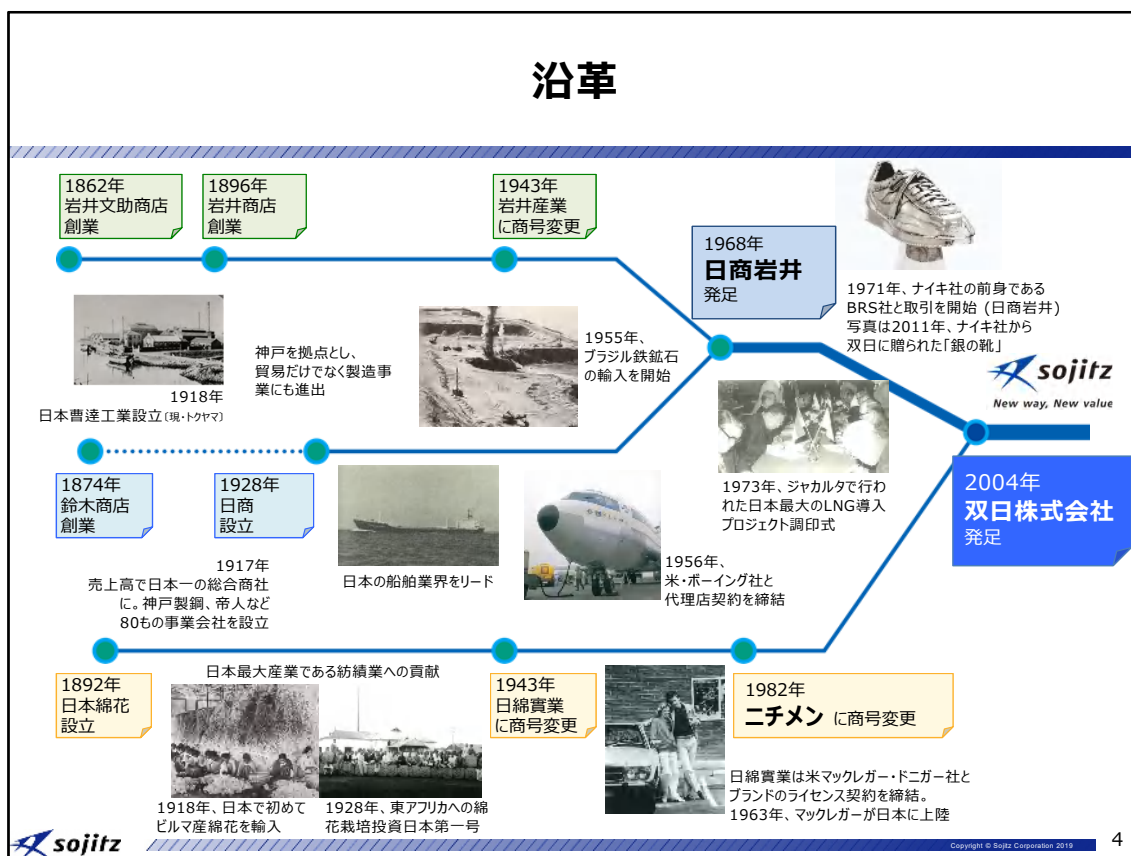 沿革
1862年
岩井文助商店
創業
1896年
岩井商店
創業
1943年
岩井産業
に商号変更
1968年
日商岩井
発足
1971年、ナイキ社の前身である
BRS社と取引を開始 (日商岩井)
写真は2011年、ナイキ社から
双日に贈られた「銀の靴」
sojitz
New way, New value
1918年
日本曹達工業設立〔現・トクヤマ〕
神戸を拠点とし、
貿易だけでなく製造事
業にも進出
1955年、
ブラジル鉄鉱石
の輸入を開始
1874年
鈴木商店
創業
1928年
日商
設立
1917年
売上高で日本一の総合商社
に。神戸製鋼、帝人など
80もの事業会社を設立
日本の船舶業界をリード
1956年、
米・ボーイング社と
代理店契約を締結
1973年、ジャカルタで行わ
れた日本最大のLNG導入
プロジェクト調印式
2004年
双日株式会社
発足
1892年
日本綿花
設立
日本最大産業である紡績業への貢献
1918年、日本で初めて
ビルマ産綿花を輸入
1928年、東アフリカへの綿
花栽培投資日本第一号
1943年
日綿實業
に商号変更
1982年
ニチメン に商号変更
日綿實業は米マックレガー・ドニガー社と
ブランドのライセンス契約を締結。
1963年、マックレガーが日本に上陸
sojitz
Copyright © Sojitz Corporation 2019
4